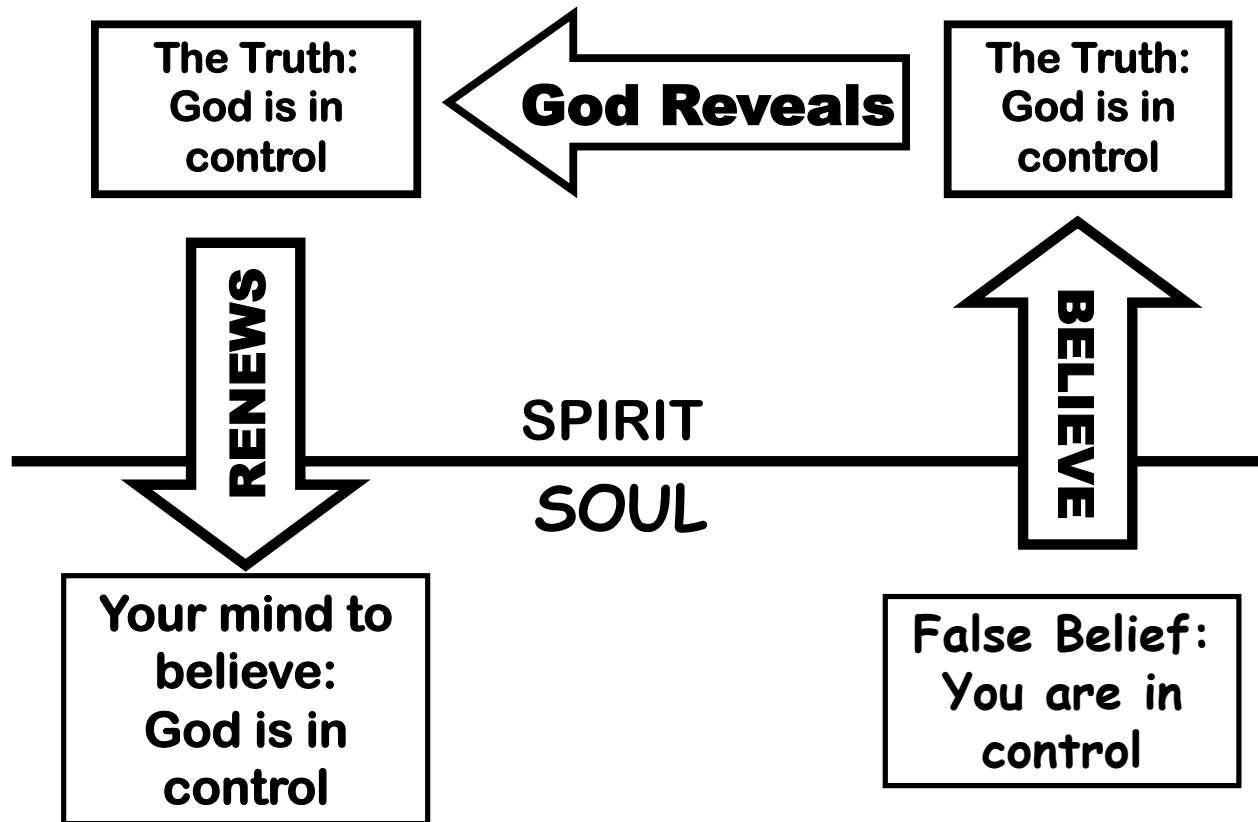 The Truth:
God is in
control
God Reveals
The Truth:
God is in
control
RENEWS
BELIEVE
SPIRIT
SOUL
Your mind to
believe:
God is in
control
False Belief:
You are in
control